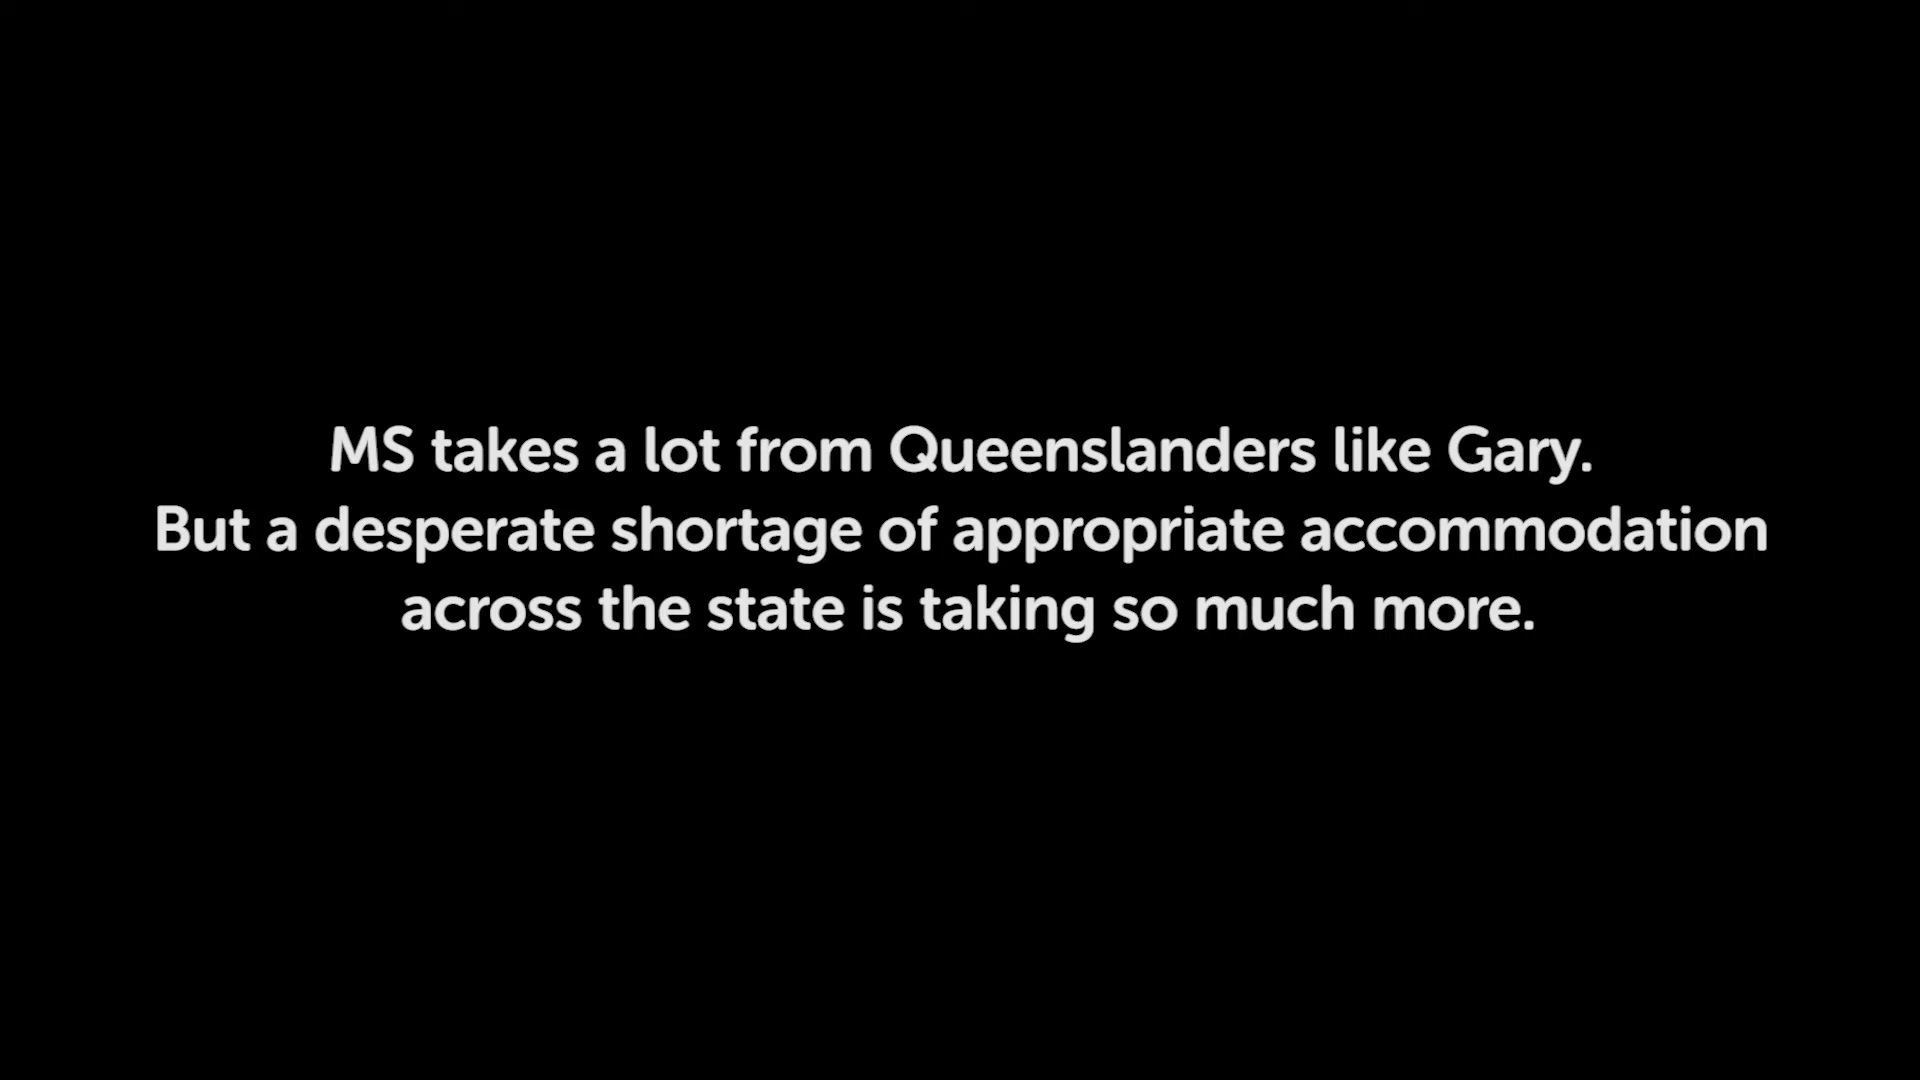 MS takes a lot from Queenslanders like Gary.
But a desperate shortage of appropriate accommodation
across the state is taking so much more.